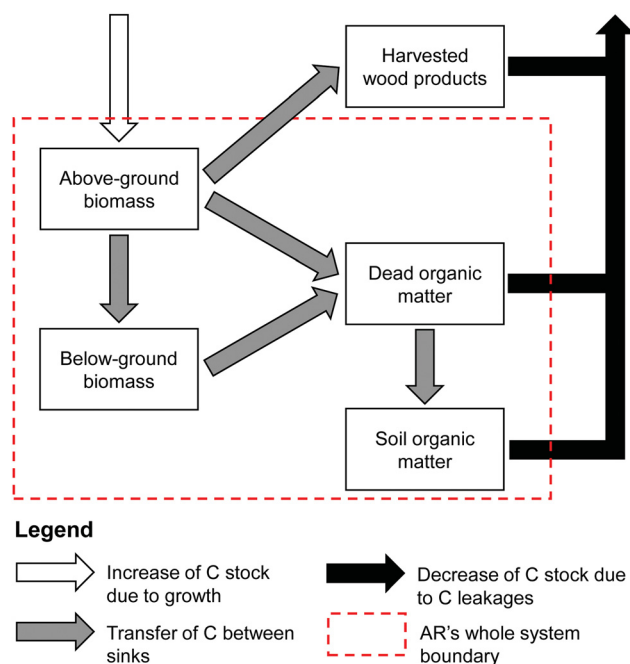 Harvested
wood products
Above-ground
biomass
Dead organic
matter
Below-ground
biomass
Soil organic
matter
Legend
Increase of C stock
due to growth
Decrease of C stock due
to C leakages
Transfer of C between
sinks
AR's whole system
boundary